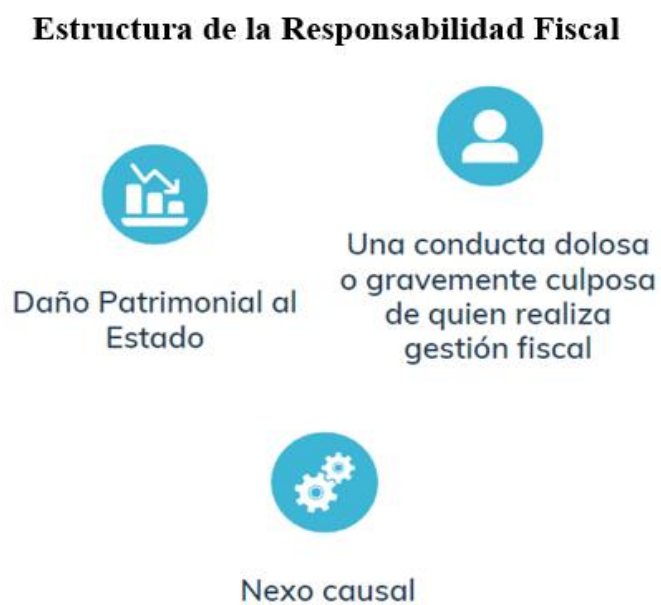 Estructura de la Responsabilidad Fiscal
Daño Patrimonial al
Estado
Una conducta dolosa
o gravemente culposa
de quien realiza
gestión fiscal
Nexo causal